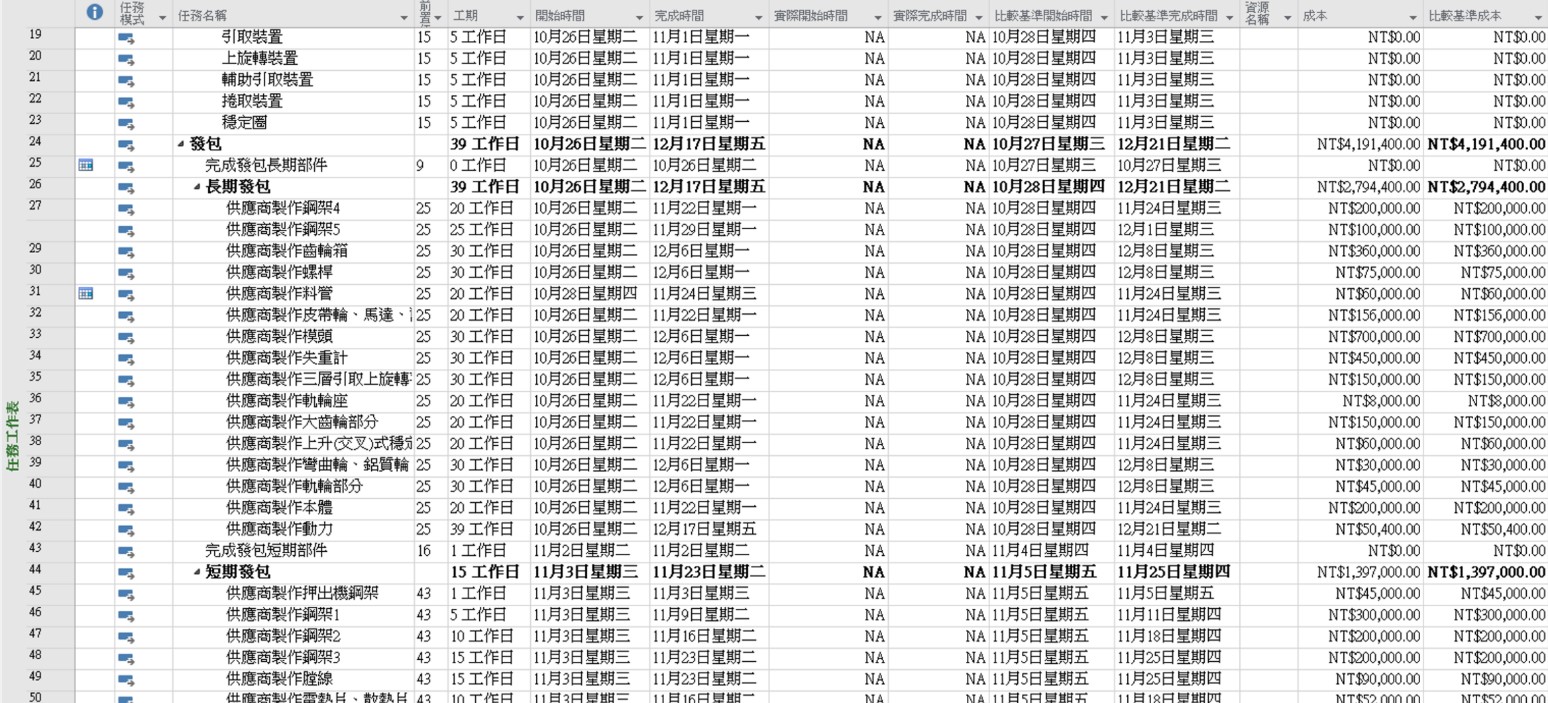 任務模式 任務名稱 前置任 工期 開始時間 完成時間 實際開始時間 實際完成時間 比較基準開始時間 比較基準完成時間 資源名稱 成本 比較基準成本
19 引取裝置 15 5 工作日 10月26日星期二 11月1日星期一 NA NA 10月28日星期四 11月3日星期三 NT$0.00 NT$0.00
20 上旋轉裝置 15 5 工作日 10月26日星期二 11月1日星期一 NA NA 10月28日星期四 11月3日星期三 NT$0.00 NT$0.00
21 輔助引取裝置 15 5 工作日 10月26日星期二 11月1日星期一 NA NA 10月28日星期四 11月3日星期三 NT$0.00 NT$0.00
22 捲取裝置 15 5 工作日 10月26日星期二 11月1日星期一 NA NA 10月28日星期四 11月3日星期三 NT$0.00 NT$0.00
23 穩定圈 15 5 工作日 10月26日星期二 11月1日星期一 NA NA 10月28日星期四 11月3日星期三 NT$0.00 NT$0.00
24 發包 39 工作日 10月26日星期二 12月17日星期五 NA NA 10月27日星期三 12月21日星期二 NT$4,191,400.00 NT$4,191,400.00
25 完成發包長期部件 9 0 工作日 10月26日星期二 10月26日星期二 NA NA 10月27日星期三 10月27日星期三 NT$0.00 NT$0.00
26 長期發包 39 工作日 10月26日星期二 12月17日星期五 NA NA 10月28日星期四 12月21日星期二 NT$2,794,400.00 NT$2,794,400.00
27 供應商製作鋼架4 25 20 工作日 10月26日星期二 11月22日星期一 NA NA 10月28日星期四 11月24日星期三 NT$200,000.00 NT$200,000.00
供應商製作鋼架5 25 25 工作日 10月26日星期二 11月29日星期一 NA NA 10月28日星期四 12月1日星期三 NT$100,000.00 NT$100,000.00
29 供應商製作齒輪箱 25 30 工作日 10月26日星期二 12月6日星期一 NA NA 10月28日星期四 12月8日星期三 NT$360,000.00 NT$360,000.00
30 供應商製作螺桿 25 30 工作日 10月26日星期二 12月6日星期一 NA NA 10月28日星期四 12月8日星期三 NT$75,000.00 NT$75,000.00
31 供應商製作料管 25 20 工作日 10月28日星期四 11月24日星期三 NA NA 10月28日星期四 11月24日星期三 NT$60,000.00 NT$60,000.00
32 供應商製作皮帶輪、馬達、 25 20 工作日 10月26日星期二 11月22日星期一 NA NA 10月28日星期四 11月24日星期三 NT$156,000.00 NT$156,000.00
33 供應商製作模頭 25 30 工作日 10月26日星期二 12月6日星期一 NA NA 10月28日星期四 12月8日星期三 NT$700,000.00 NT$700,000.00
34 供應商製作失重計 25 30 工作日 10月26日星期二 12月6日星期一 NA NA 10月28日星期四 12月8日星期三 NT$450,000.00 NT$450,000.00
35 供應商製作三層引取上旋轉 25 30 工作日 10月26日星期二 12月6日星期一 NA NA 10月28日星期四 12月8日星期三 NT$150,000.00 NT$150,000.00
36 供應商製作軌輪座 25 20 工作日 10月26日星期二 11月22日星期一 NA NA 10月28日星期四 11月24日星期三 NT$8,000.00 NT$8,000.00
37 供應商製作大齒輪部分 25 20 工作日 10月26日星期二 11月22日星期一 NA NA 10月28日星期四 11月24日星期三 NT$150,000.00 NT$150,000.00
38 供應商製作上升(交叉)式穩定 25 20 工作日 10月26日星期二 11月22日星期一 NA NA 10月28日星期四 11月24日星期三 NT$60,000.00 NT$60,000.00
39 供應商製作彎曲輪、鋁質輪 25 30 工作日 10月26日星期二 12月6日星期一 NA NA 10月28日星期四 12月8日星期三 NT$30,000.00 NT$30,000.00
40 供應商製作軌輪部分 25 30 工作日 10月26日星期二 12月6日星期一 NA NA 10月28日星期四 12月8日星期三 NT$45,000.00 NT$45,000.00
41 供應商製作本體 25 20 工作日 10月26日星期二 11月22日星期一 NA NA 10月28日星期四 11月24日星期三 NT$200,000.00 NT$200,000.00
42 供應商製作動力 25 39 工作日 10月26日星期二 12月17日星期五 NA NA 10月28日星期四 12月21日星期二 NT$50,400.00 NT$50,400.00
43 完成發包短期部件 16 1 工作日 11月2日星期二 11月2日星期二 NA NA 11月4日星期四 11月4日星期四 NT$0.00 NT$0.00
44 短期發包 15 工作日 11月3日星期三 11月23日星期二 NA NA 11月5日星期五 11月25日星期四 NT$1,397,000.00 NT$1,397,000.00
45 供應商製作押出機鋼架 43 1 工作日 11月3日星期三 11月3日星期三 NA NA 11月5日星期五 11月5日星期五 NT$45,000.00 NT$45,000.00
46 供應商製作鋼架1 43 5 工作日 11月3日星期三 11月9日星期二 NA NA 11月5日星期五 11月11日星期四 NT$300,000.00 NT$300,000.00
47 供應商製作鋼架2 43 10 工作日 11月3日星期三 11月16日星期二 NA NA 11月5日星期五 11月18日星期四 NT$200,000.00 NT$200,000.00
48 供應商製作鋼架3 43 15 工作日 11月3日星期三 11月23日星期二 NA NA 11月5日星期五 11月25日星期四 NT$200,000.00 NT$200,000.00
49 供應商製作膛線 43 15 工作日 11月3日星期三 11月23日星期二 NA NA 11月5日星期五 11月25日星期四 NT$90,000.00 NT$90,000.00
50 供應商製作電熱片、散熱片 43 10 工作日 11月3日星期三 11月16日星期二 NA NA 11月5日星期五 11月18日星期四 NT$52,000.00 NT$52,000.00
任務工作表